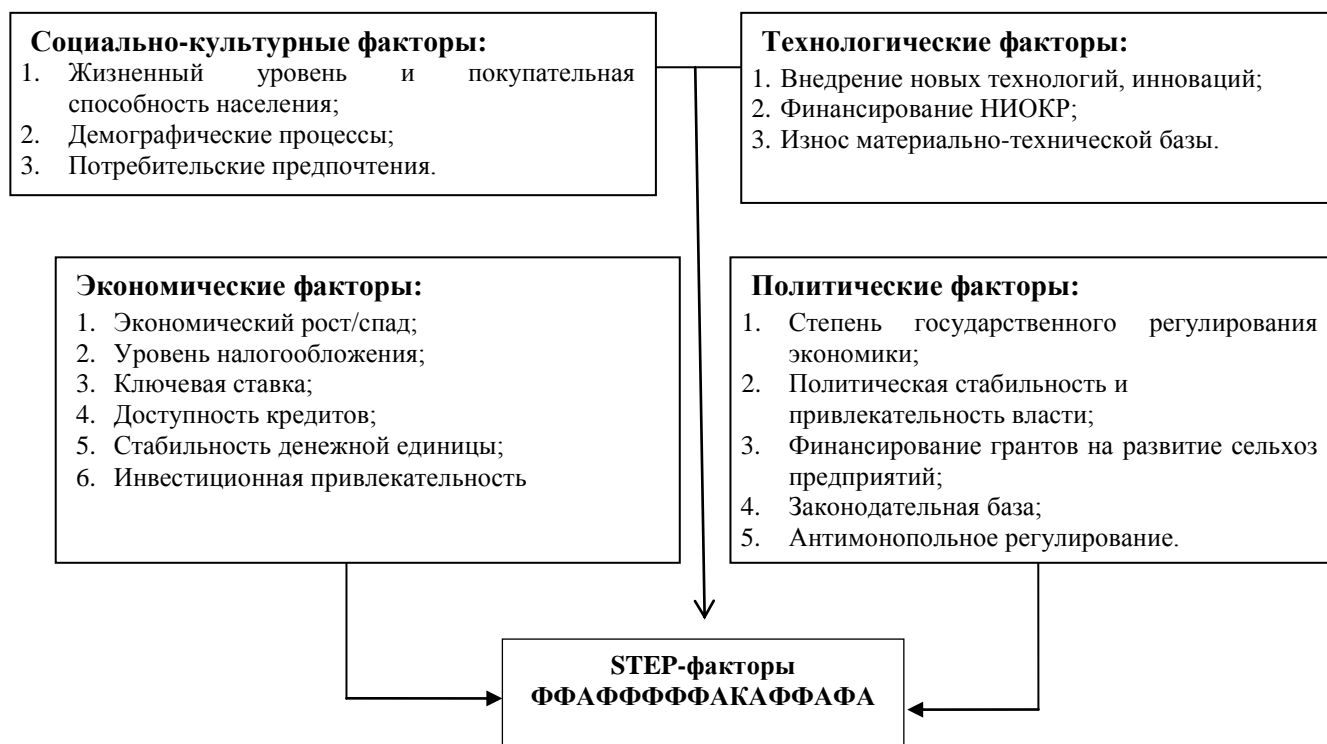 Социально-культурные факторы:
1. Жизненный уровень и покупательная
способность населения;
2. Демографические процессы;
3. Потребительские предпочтения.
Технологические факторы:
1. Внедрение новых технологий, инноваций;
2. Финансирование НИОКР;
3. Износ материально-технической базы.
Экономические факторы:
1. Экономический рост/спад;
2. Уровень налогообложения;
3. Ключевая ставка;
4. Доступность кредитов;
5. Стабильность денежной единицы;
6. Инвестиционная привлекательность
Политические факторы:
1. Степень государственного регулирования
экономики;
2. Политическая стабильность и
привлекательность власти;
3. Финансирование грантов на развитие сельхоз
предприятий;
4. Законодательная база;
5. Антимонопольное регулирование.
STEP-факторы
ФФАФФФФФАКАФФАФА